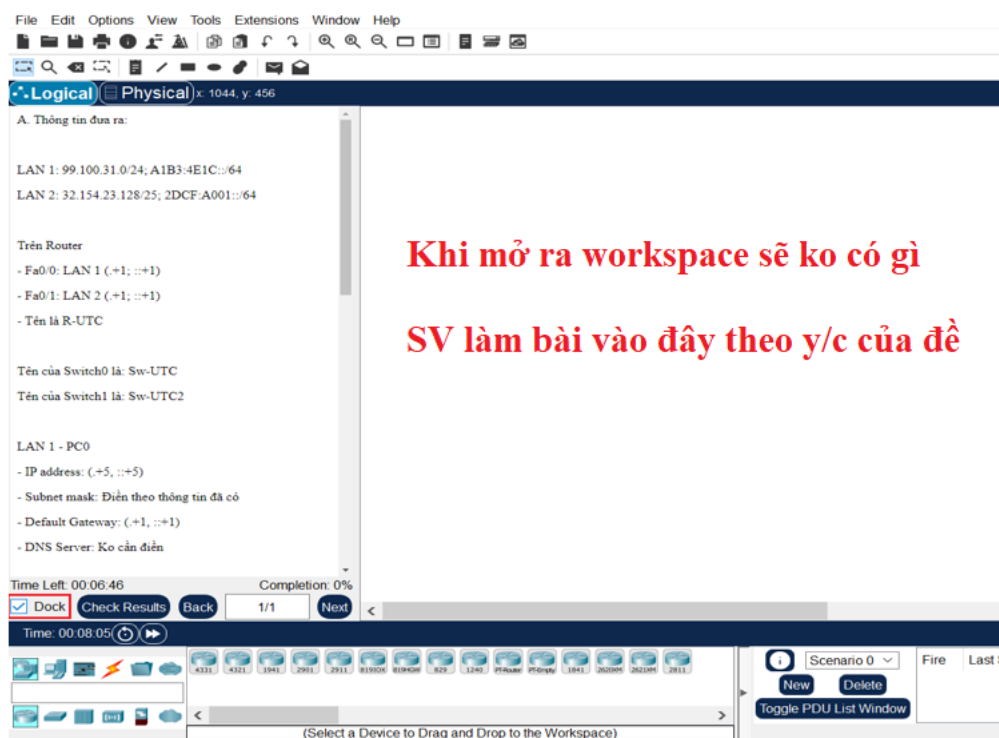 File Edit Options View Tools Extensions Window Help
Logical Physical x: 1044, y: 456
A. Thông tin đưa ra:
LAN 1: 99.100.31.0/24; A1B3:4E1C::/64
LAN 2: 32.154.23.128/25; 2DCF:A001::/64
Trên Router
- Fa0/0: LAN 1 (.+1; ::+1)
- Fa0/1: LAN 2 (.+1; ::+1)
- Tên là R-UTC
Tên của Switch0 là: Sw-UTC
Tên của Switch1 là: Sw-UTC2
LAN 1 - PC0
- IP address: (.+5, ::+5)
- Subnet mask: Điền theo thông tin đã có
- Default Gateway: (.+1, ::+1)
- DNS Server: Ko cần điền
Khi mở ra workspace sẽ ko có gì
SV làm bài vào đây theo y/c của đề
Time Left: 00:06:46 Completion: 0%
Dock Check Results Back 1/1 Next
Time: 00:08:05
4331 4321 1941 2901 2911 819IOX 819HGW 829 1240 PT-Router PT-Empty 1841 2620XM 2621XM 2811
(Select a Device to Drag and Drop to the Workspace)
Scenario 0 Fire Last
New Delete
Toggle PDU List Window